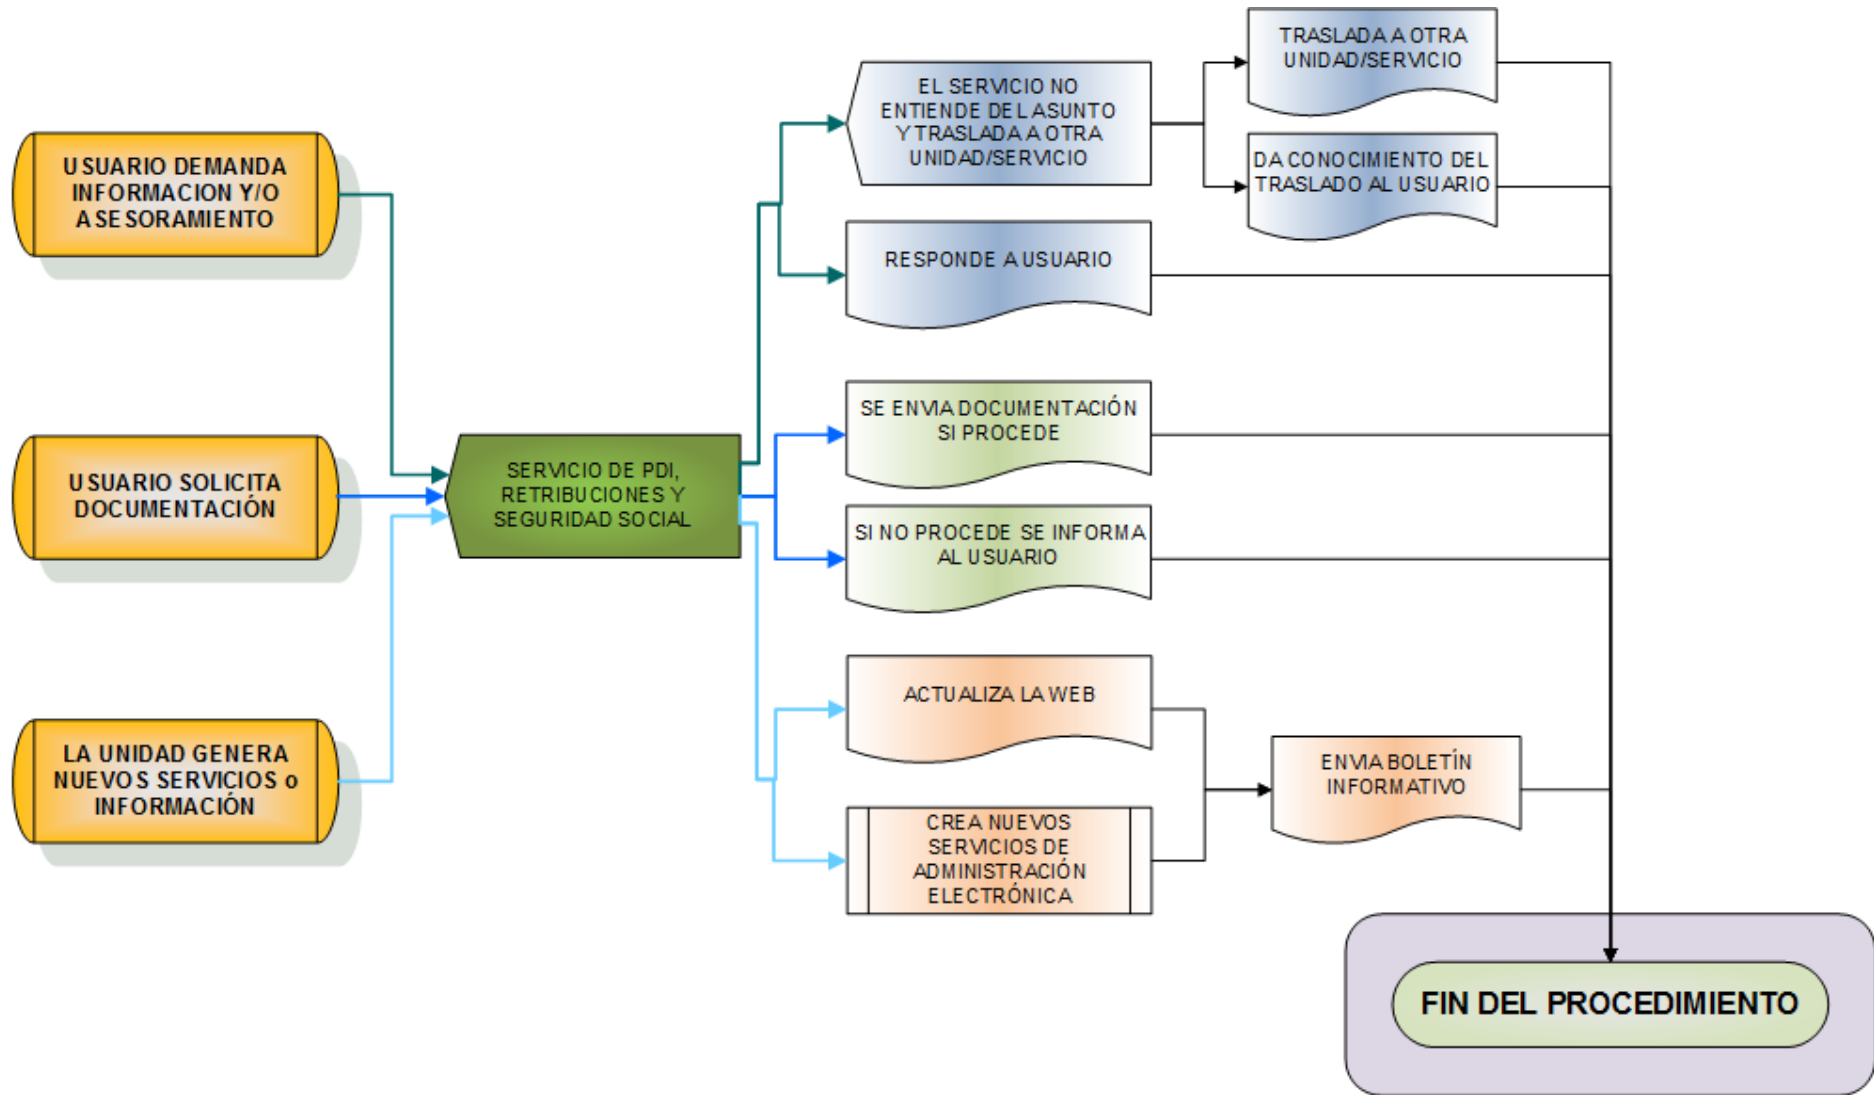 USUARIO DEMANDA
INFORMACION Y/O
ASESORAMIENTO
USUARIO SOLICITA
DOCUMENTACIÓN
LA UNIDAD GENERA
NUEVOS SERVICIOS o
INFORMACIÓN
SERVICIO DE PDI,
RETRIBUCIONES Y
SEGURIDAD SOCIAL
EL SERVICIO NO
ENTIENDE DEL ASUNTO
Y TRASLADA A OTRA
UNIDAD/SERVICIO
TRASLADA A OTRA
UNIDAD/SERVICIO
DA CONOCIMIENTO DEL
TRASLADO AL USUARIO
RESPONDE A USUARIO
SE ENVIA DOCUMENTACIÓN
SI PROCEDE
SI NO PROCEDE SE INFORMA
AL USUARIO
ACTUALIZA LA WEB
CREA NUEVOS
SERVICIOS DE
ADMINISTRACIÓN
ELECTRÓNICA
ENVIA BOLETÍN
INFORMATIVO
FIN DEL PROCEDIMIENTO